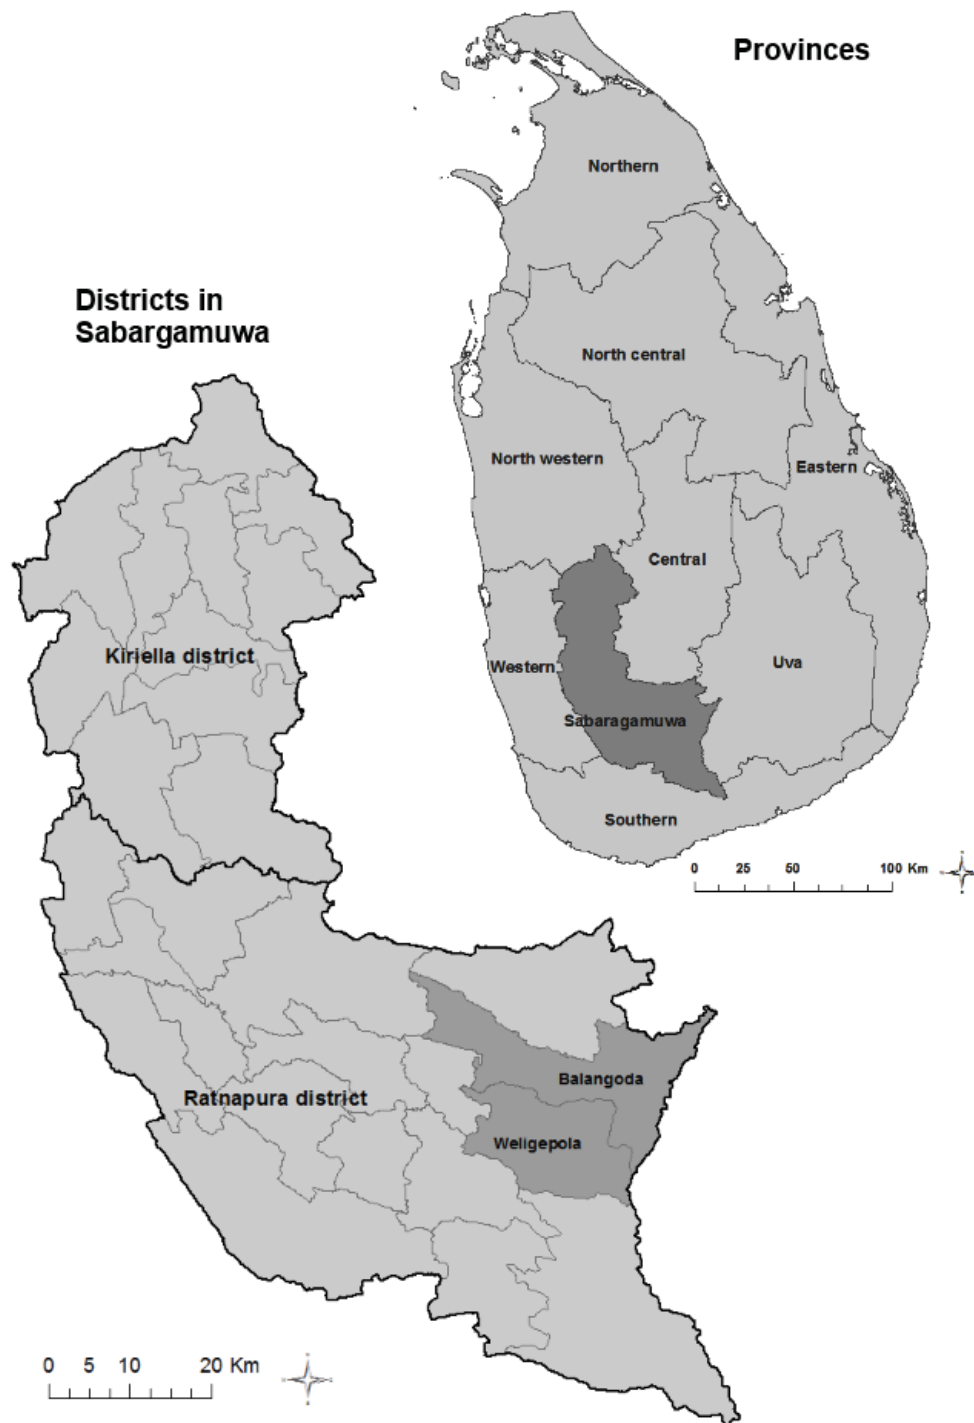 Provinces
Northern
Districts in
Sabargamuwa
North central
North western
Eastern
Central
Kiriella district
Western
Uva
Sabaragamuwa
Southern
0 25 50 100 Km
Balangoda
Ratnapura district
Weligepola
0 5 10 20 Km